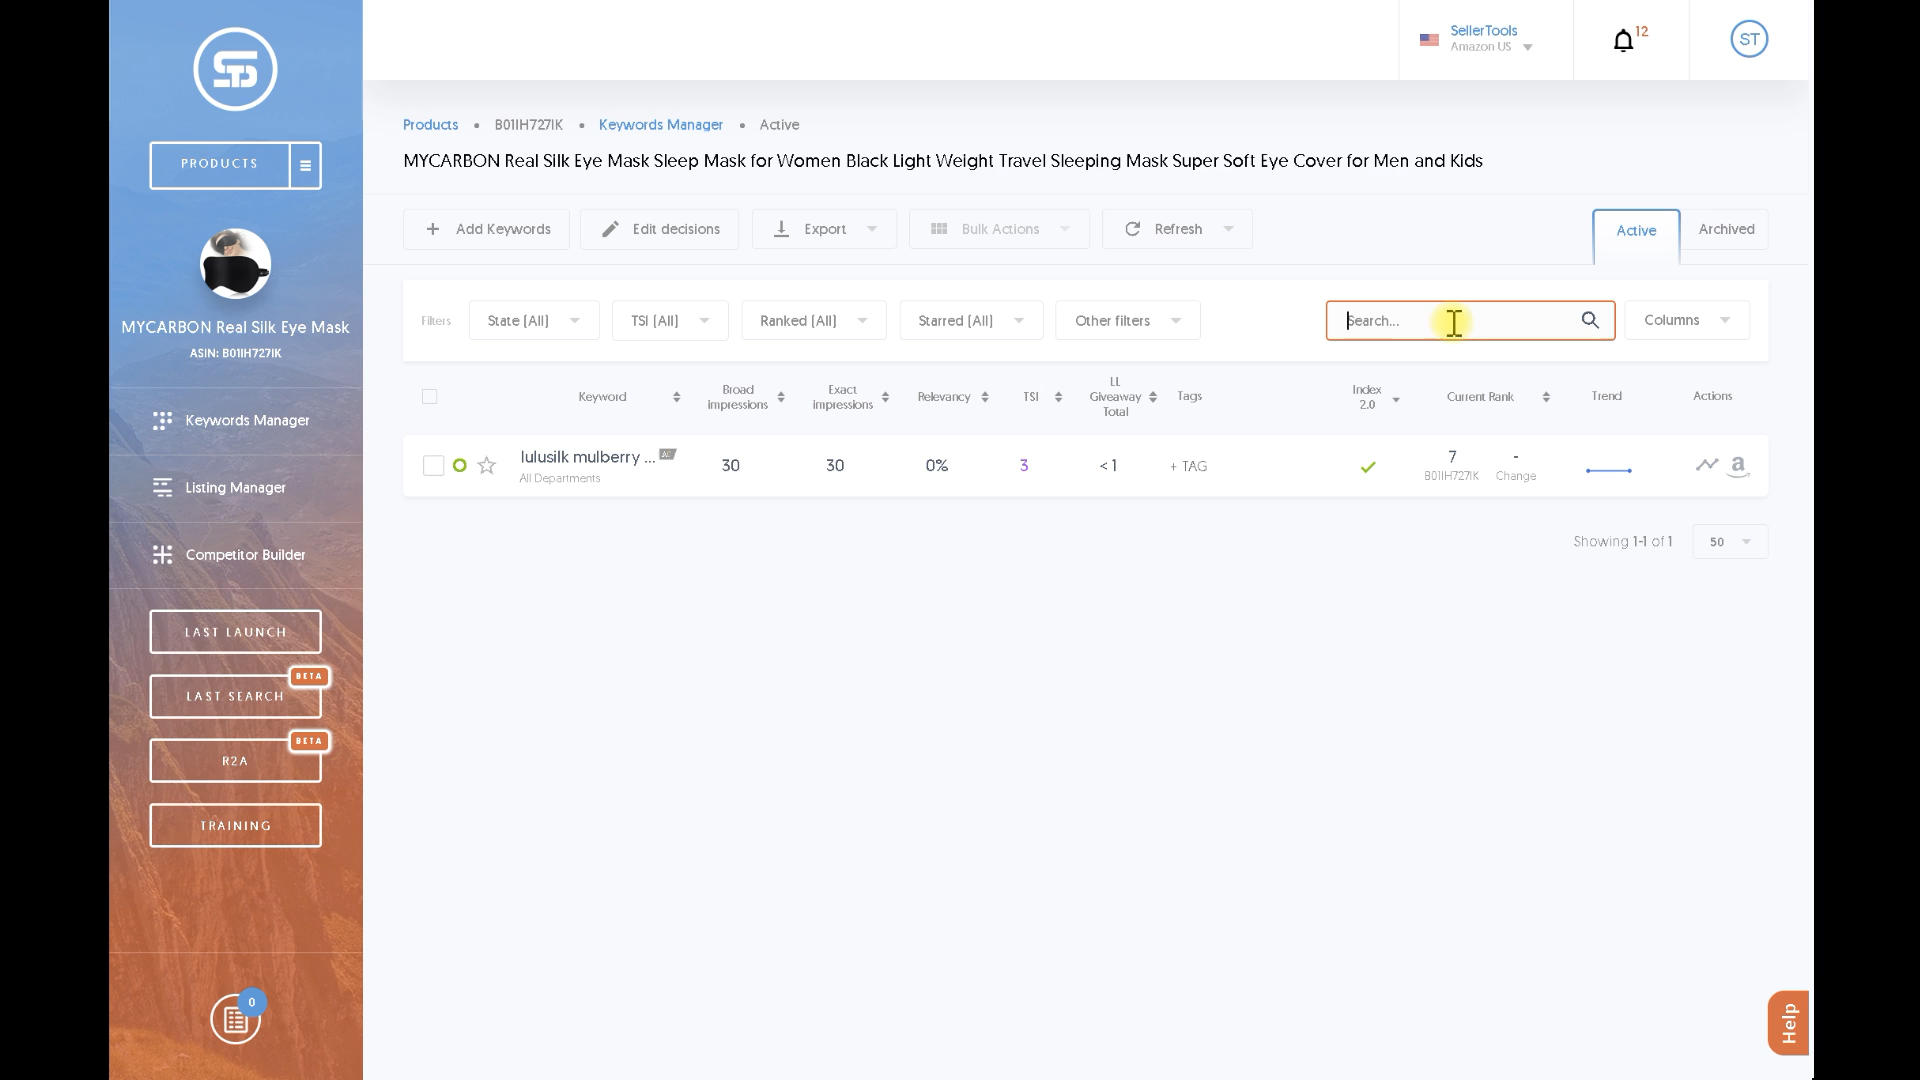 SellerTools
Amazon US
12
ST
PRODUCTS
MYCARBON Real Silk Eye Mask
ASIN: B01IH727IK
Keywords Manager
Listing Manager
Competitor Builder
LAST LAUNCH
BETA
LAST SEARCH
BETA
R2A
TRAINING
0
Products • B01IH727IK • Keywords Manager • Active
MYCARBON Real Silk Eye Mask Sleep Mask for Women Black Light Weight Travel Sleeping Mask Super Soft Eye Cover for Men and Kids
+ Add Keywords Edit decisions Export Bulk Actions Refresh Active Archived
Filters State (All) TSI (All) Ranked (All) Starred (All) Other filters Search... Columns
Keyword Broad impressions Exact impressions Relevancy TSI LL Giveaway Total Tags Index 2.0 Current Rank Trend Actions
lulusilk mulberry ... AC 30 30 0% 3 <1 + TAG 7 -
All Departments B01IH727IK Change
Showing 1-1 of 1 50
Help